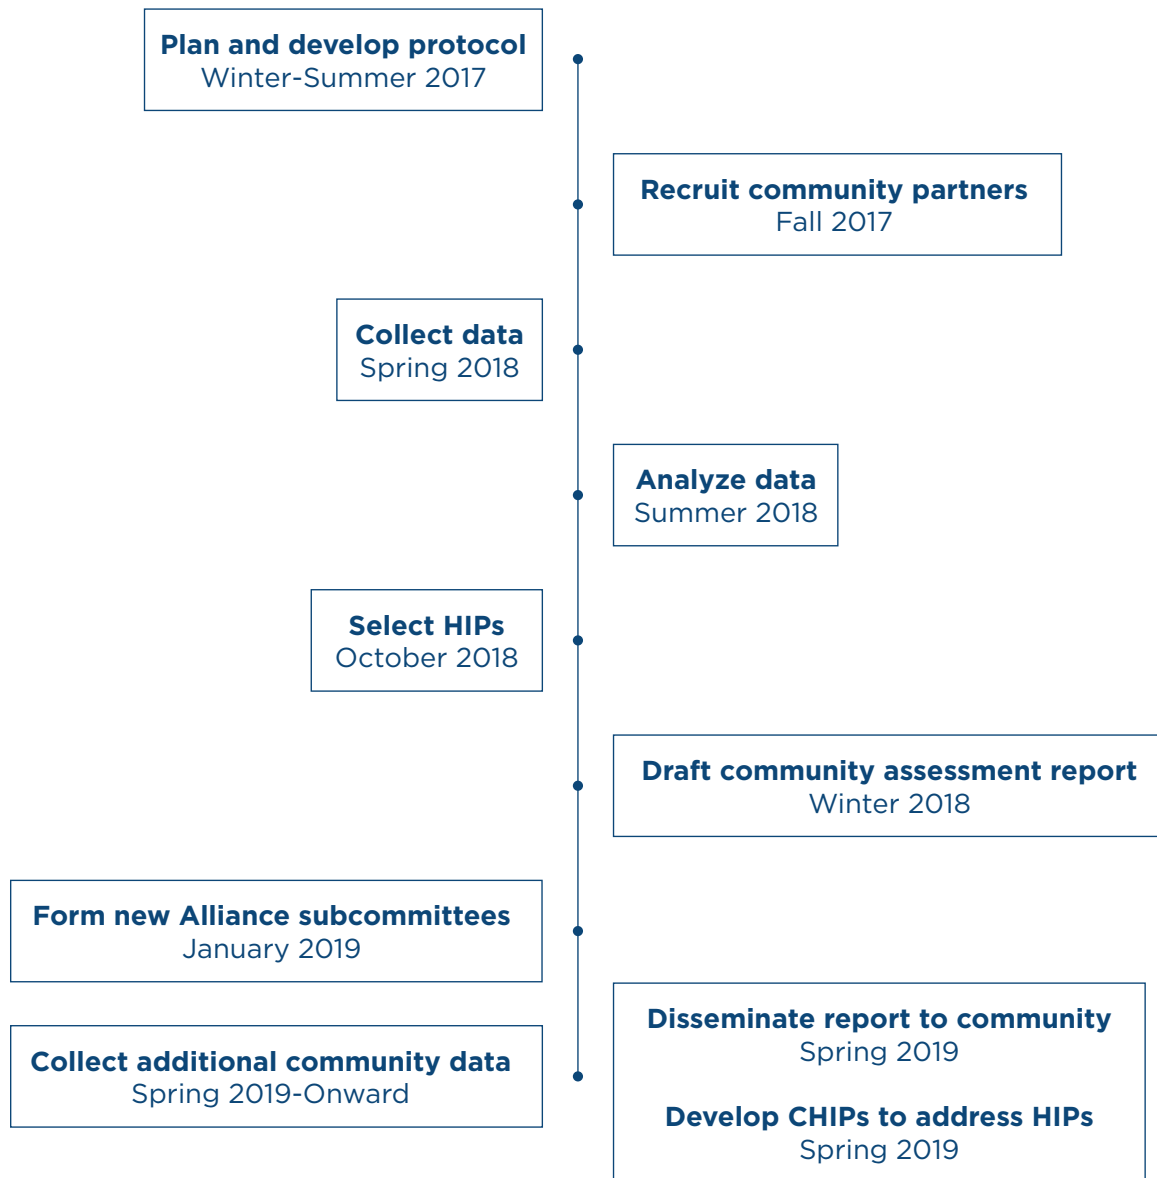 Plan and develop protocol
Winter-Summer 2017
Recruit community partners
Fall 2017
Collect data
Spring 2018
Analyze data
Summer 2018
Select HIPs
October 2018
Draft community assessment report
Winter 2018
Form new Alliance subcommittees
January 2019
Collect additional community data
Spring 2019-Onward
Disseminate report to community
Spring 2019
Develop CHIPs to address HIPs
Spring 2019